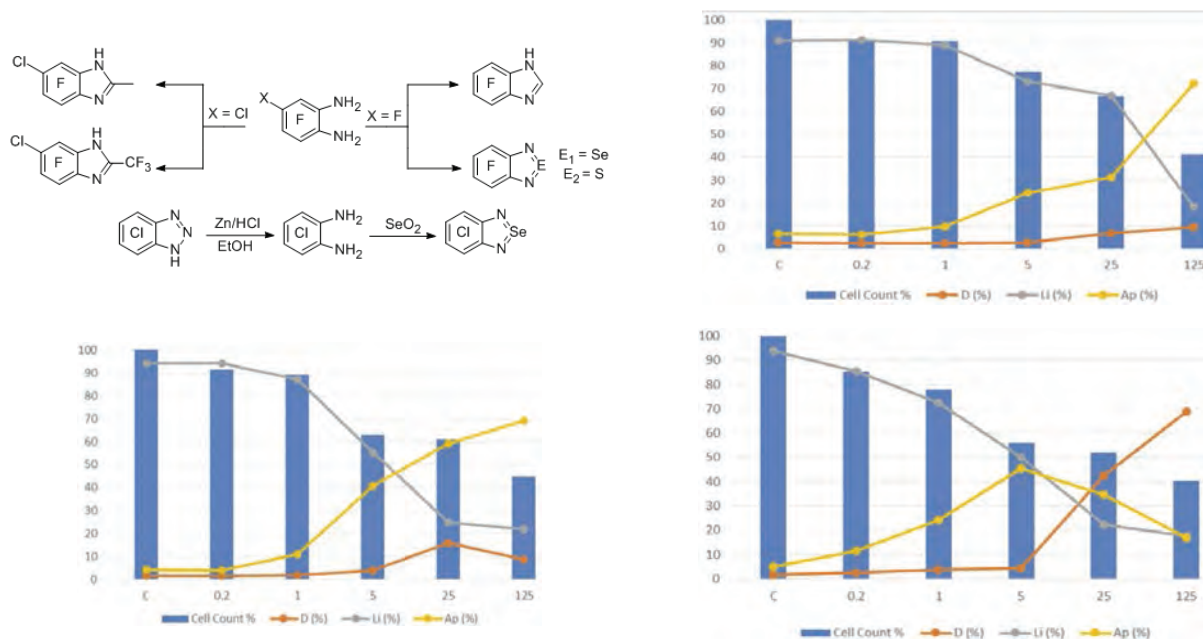 Cl
F
H
N
N
X = Cl
X
F
NH₂
NH₂
X = F
H
N
F
N
Cl
F
H
N
N
CF₃
F
N
E
N
E₁ = Se
E₂ = S
Cl
N
N
N
H
Zn/HCl
EtOH
Cl
NH₂
NH₂
SeO₂
Cl
N
Se
N
100
90
80
70
60
50
40
30
20
10
0
C 0.2 1 5 25 125
Cell Count % D (%) Li (%) Ap (%)
100
90
80
70
60
50
40
30
20
10
0
C 0.2 1 5 25 125
Cell Count % D (%) Li (%) Ap (%)
100
90
80
70
60
50
40
30
20
10
0
C 0.2 1 5 25 125
Cell Count % D (%) Li (%) Ap (%)